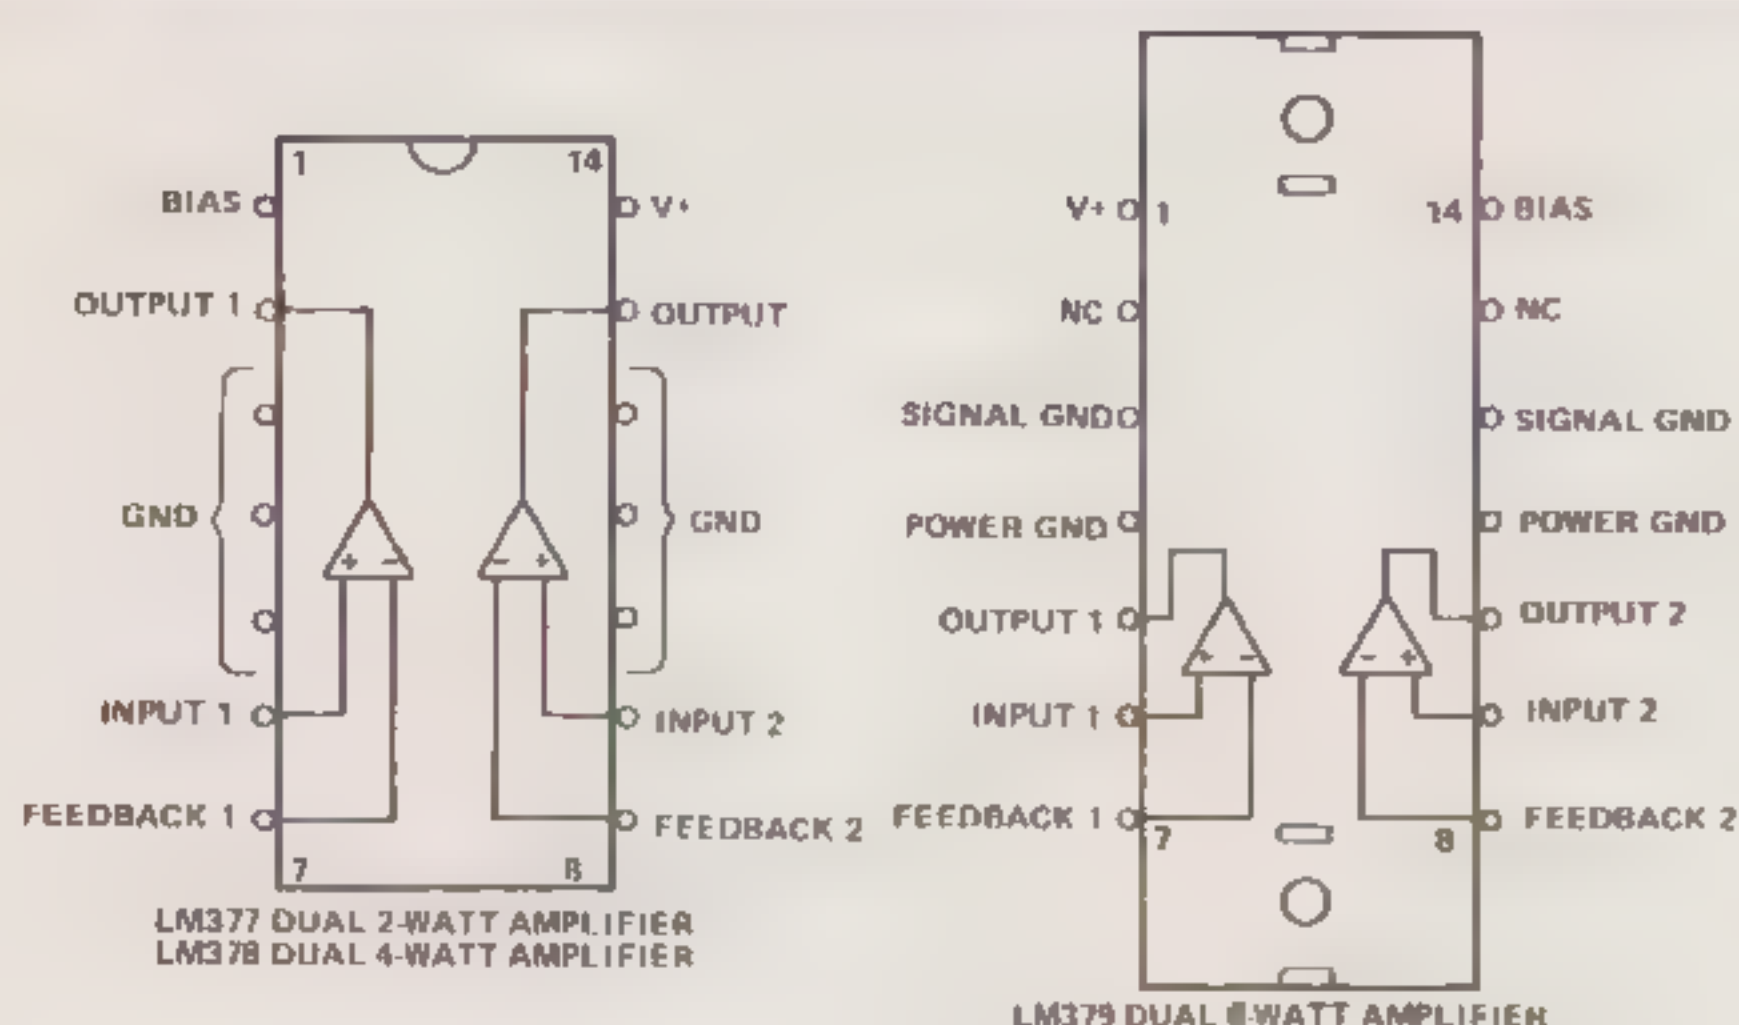 1 14
BIAS V+
OUTPUT 1 OUTPUT
GND GND
+ - - +
INPUT 1 INPUT 2
FEEDBACK 1 FEEDBACK 2
7 8
LM377 DUAL 2-WATT AMPLIFIER
LM378 DUAL 4-WATT AMPLIFIER
V+ 1 14 BIAS
NC NC
SIGNAL GND SIGNAL GND
POWER GND POWER GND
OUTPUT 1 OUTPUT 2
+ - - +
INPUT 1 INPUT 2
FEEDBACK 1 FEEDBACK 2
7 8
LM379 DUAL -WATT AMPLIFIER